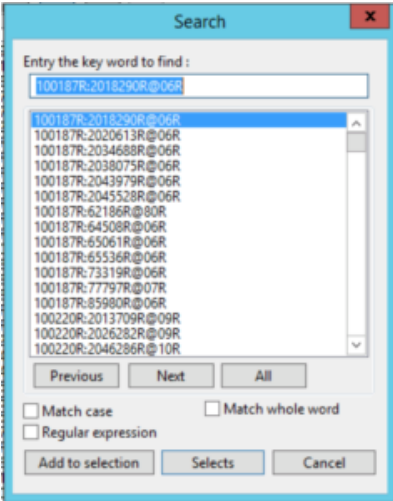 Search
x
Entry the key word to find :
100187R:2018290R@06R
100187R:2018290R@06R
100187R:2020613R@06R
100187R:2034688R@06R
100187R:2038075R@06R
100187R:2043979R@06R
100187R:2045528R@06R
100187R:62186R@80R
100187R:64508R@06R
100187R:65061R@06R
100187R:65536R@06R
100187R:73319R@06R
100187R:77797R@07R
100187R:85980R@06R
100220R:2013709R@09R
100220R:2026282R@09R
100220R:2046286R@10R
Previous Next All
Match case Match whole word
Regular expression
Add to selection Selects Cancel